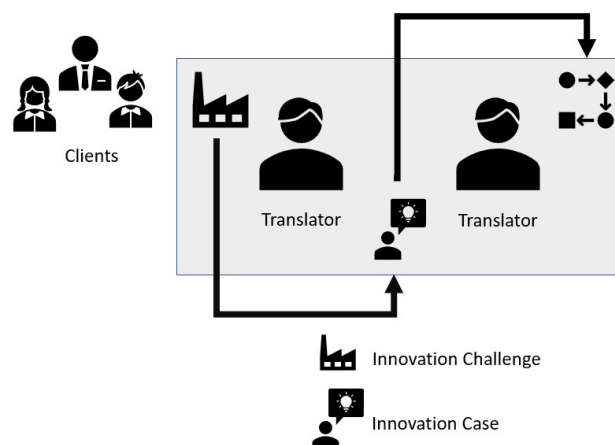 Clients
Translator
Translator
Innovation Challenge
Innovation Case